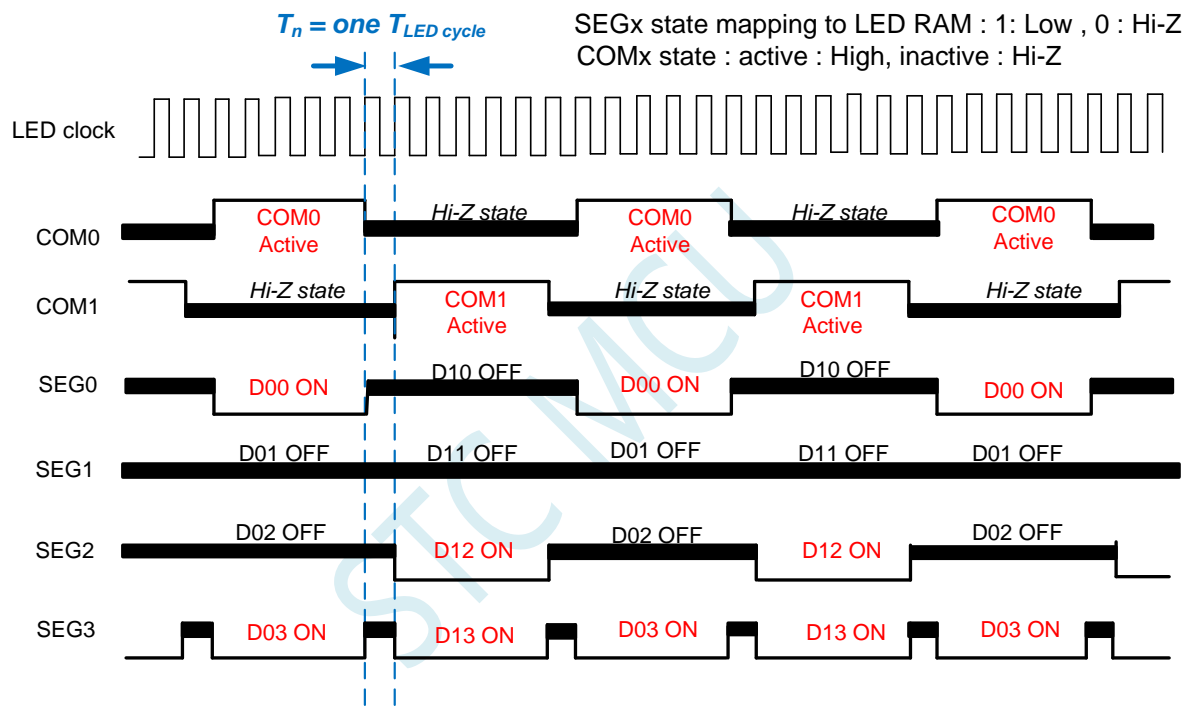 Tn = one TLED cycle
SEGx state mapping to LED RAM : 1: Low , 0 : Hi-Z
COMx state : active : High, inactive : Hi-Z
LED clock
COM0
COM0
Active
Hi-Z state
COM0
Active
Hi-Z state
COM0
Active
COM1
Hi-Z state
COM1
Active
Hi-Z state
COM1
Active
Hi-Z state
SEG0
D00 ON
D10 OFF
D00 ON
D10 OFF
D00 ON
SEG1
D01 OFF
D11 OFF
D01 OFF
D11 OFF
D01 OFF
SEG2
D02 OFF
D12 ON
D02 OFF
D12 ON
D02 OFF
SEG3
D03 ON
D13 ON
D03 ON
D13 ON
D03 ON
STC MCU